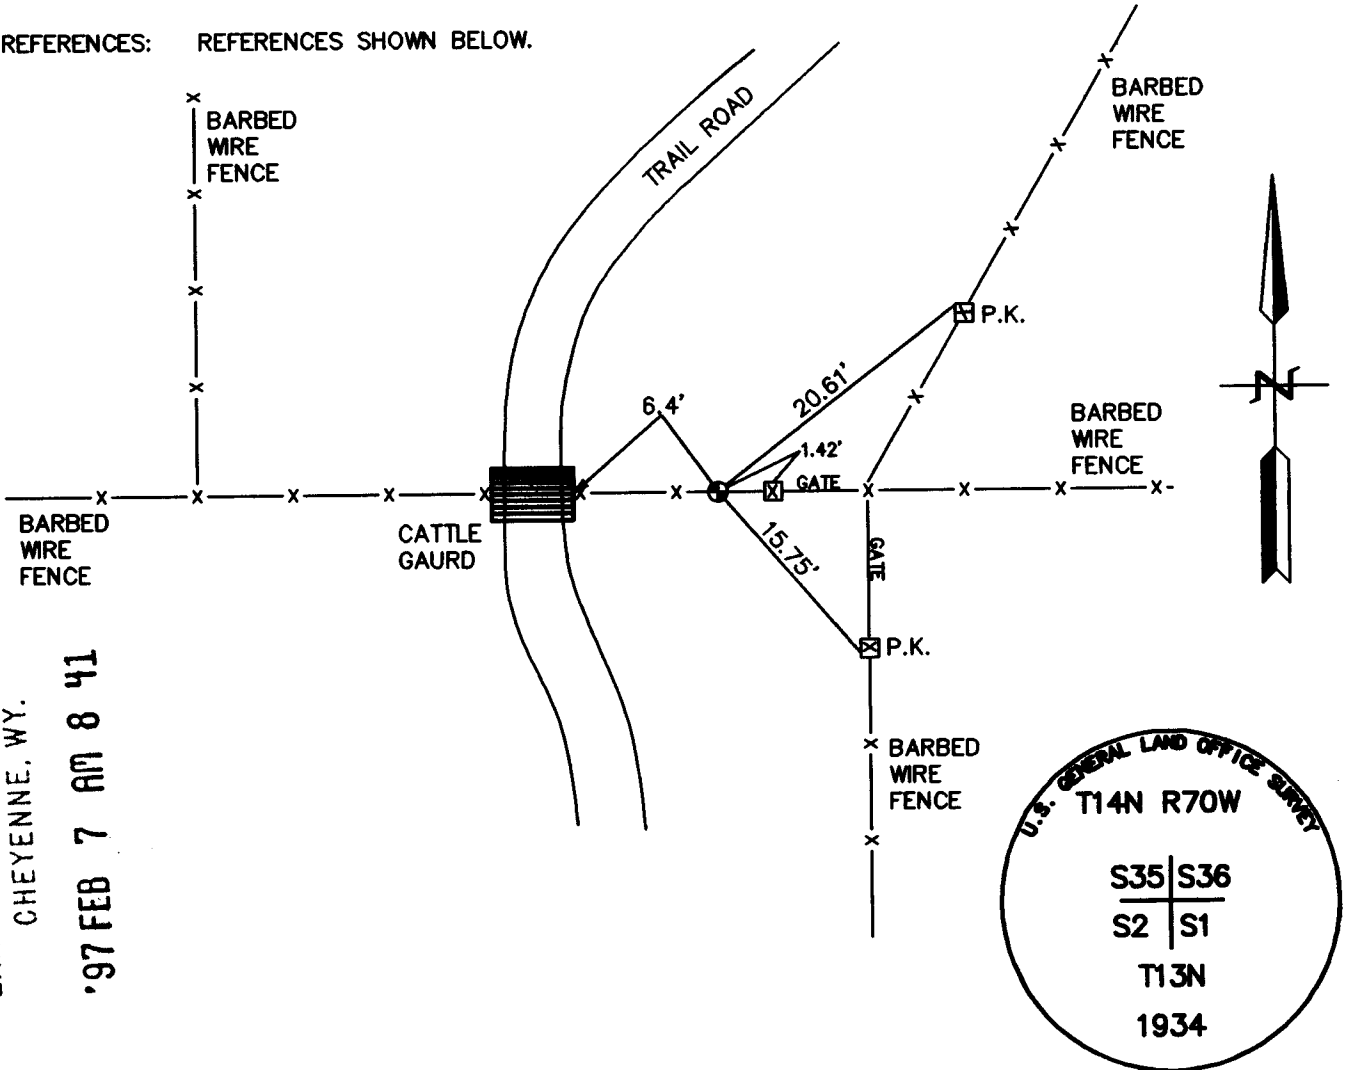 REFERENCES: REFERENCES SHOWN BELOW.
BARBED
WIRE
FENCE
TRAIL ROAD
BARBED
WIRE
FENCE
P.K.
20.61'
6.4'
1.42'
GATE
BARBED
WIRE
FENCE
N
BARBED
WIRE
FENCE
CATTLE
GAURD
15.75'
GATE
P.K.
BARBED
WIRE
FENCE
CHEYENNE, WY.
'97 FEB 7 AM 8 41
U.S. GENERAL LAND OFFICE SURVEY
T14N R70W
S35 S36
S2 S1
T13N
1934